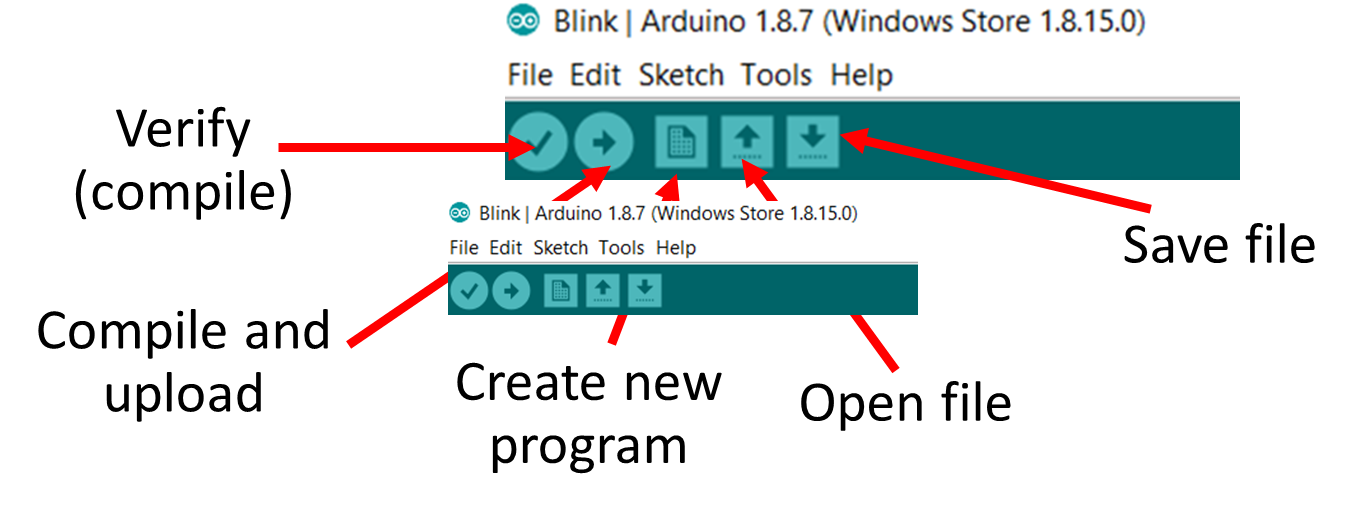 Blink | Arduino 1.8.7 (Windows Store 1.8.15.0)
File Edit Sketch Tools Help
Verify
(compile)
Blink | Arduino 1.8.7 (Windows Store 1.8.15.0)
File Edit Sketch Tools Help
Save file
Compile and
upload
Create new
program
Open file